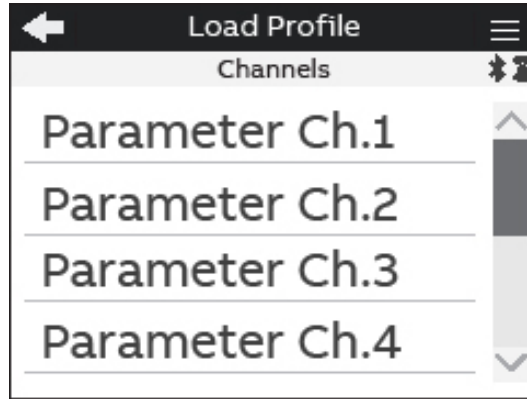 Load Profile
Channels
Parameter Ch.1
Parameter Ch.2
Parameter Ch.3
Parameter Ch.4